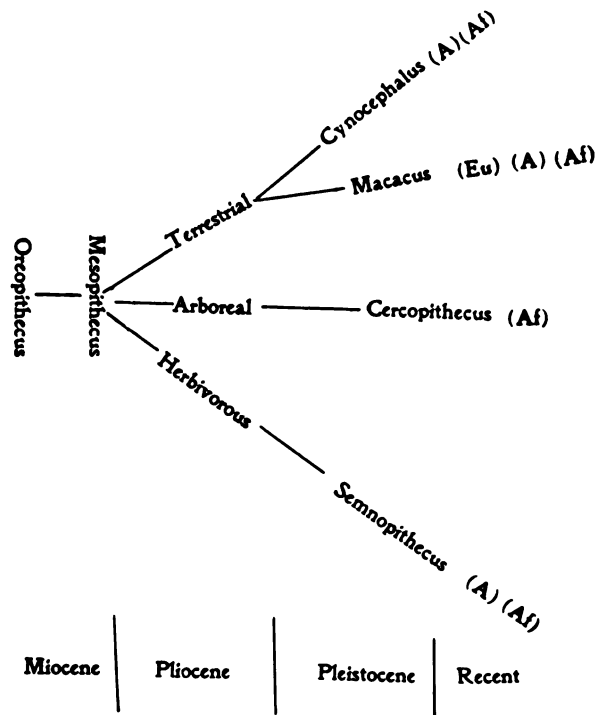 Cynocephalus (A) (Af)
Macacus (Eu) (A) (Af)
Terrestrial
Oreopithecus
Mesopithecus
Arboreal
Cercopithecus (Af)
Herbivorous
Semnopithecus (A) (Af)
Miocene
Pliocene
Pleistocene
Recent